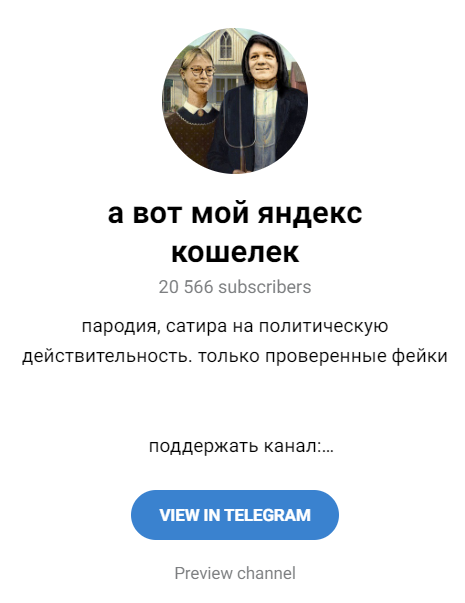 а вот мой яндекс
кошелек
20 566 subscribers
пародия, сатира на политическую
действительность. только проверенные фейки
поддержать канал:...
VIEW IN TELEGRAM
Preview channel